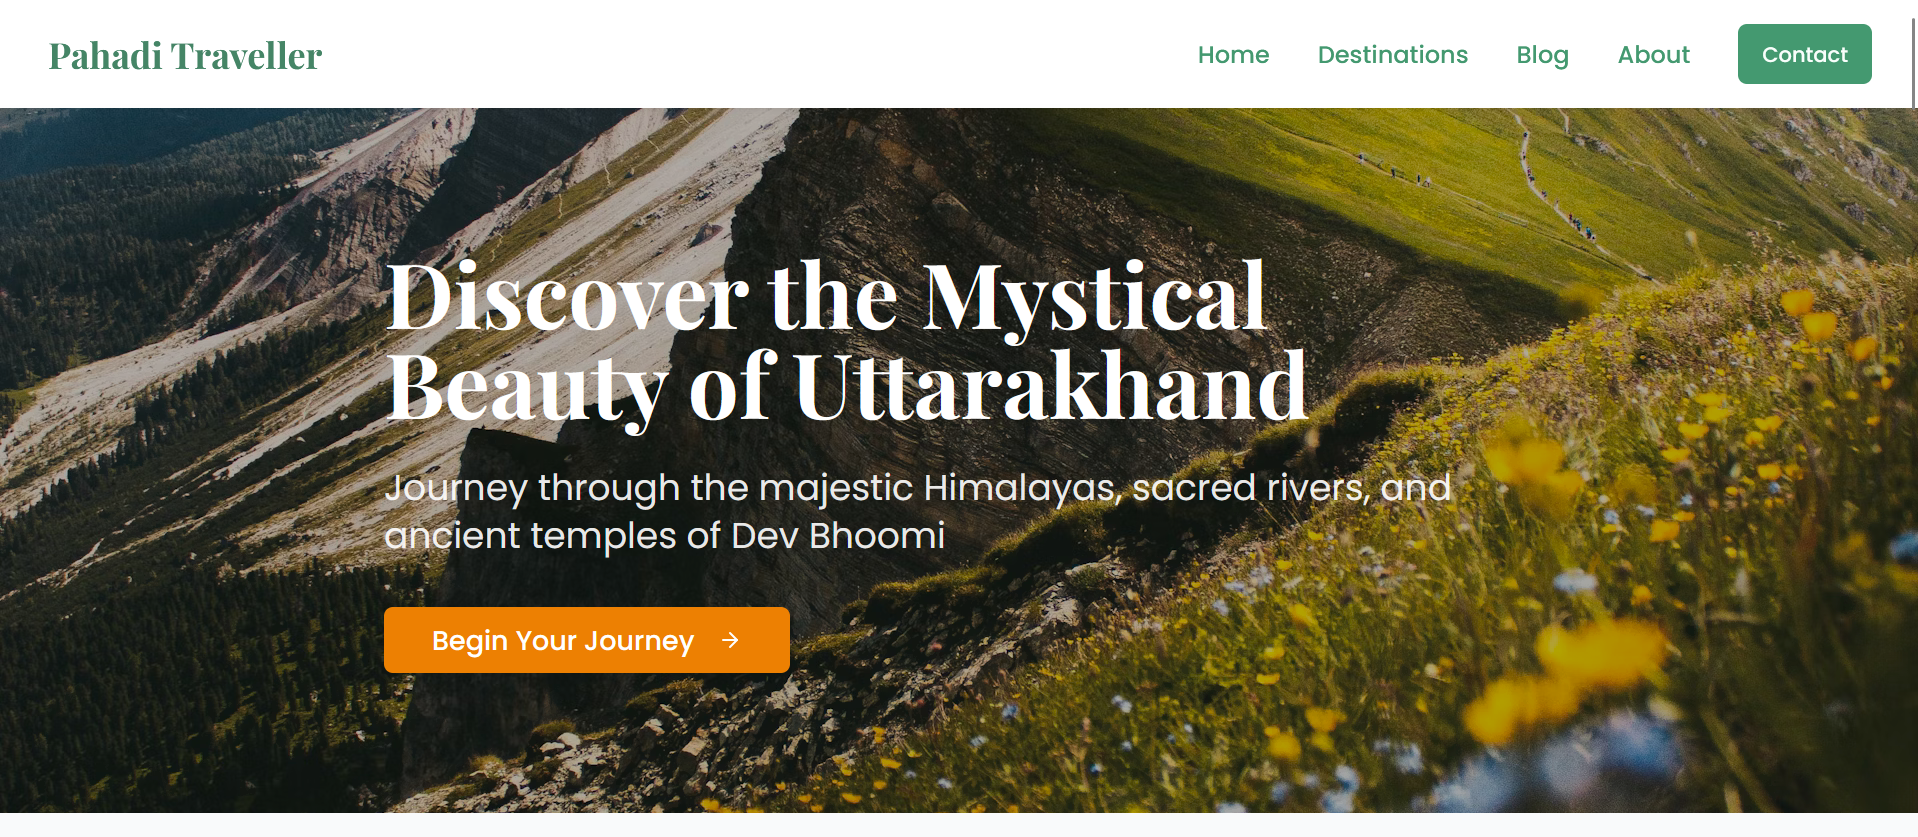 Pahadi Traveller
Home
Destinations
Blog
About
Contact
Discover the Mystical
Beauty of Uttarakhand
Journey through the majestic Himalayas, sacred rivers, and
ancient temples of Dev Bhoomi
Begin Your Journey →